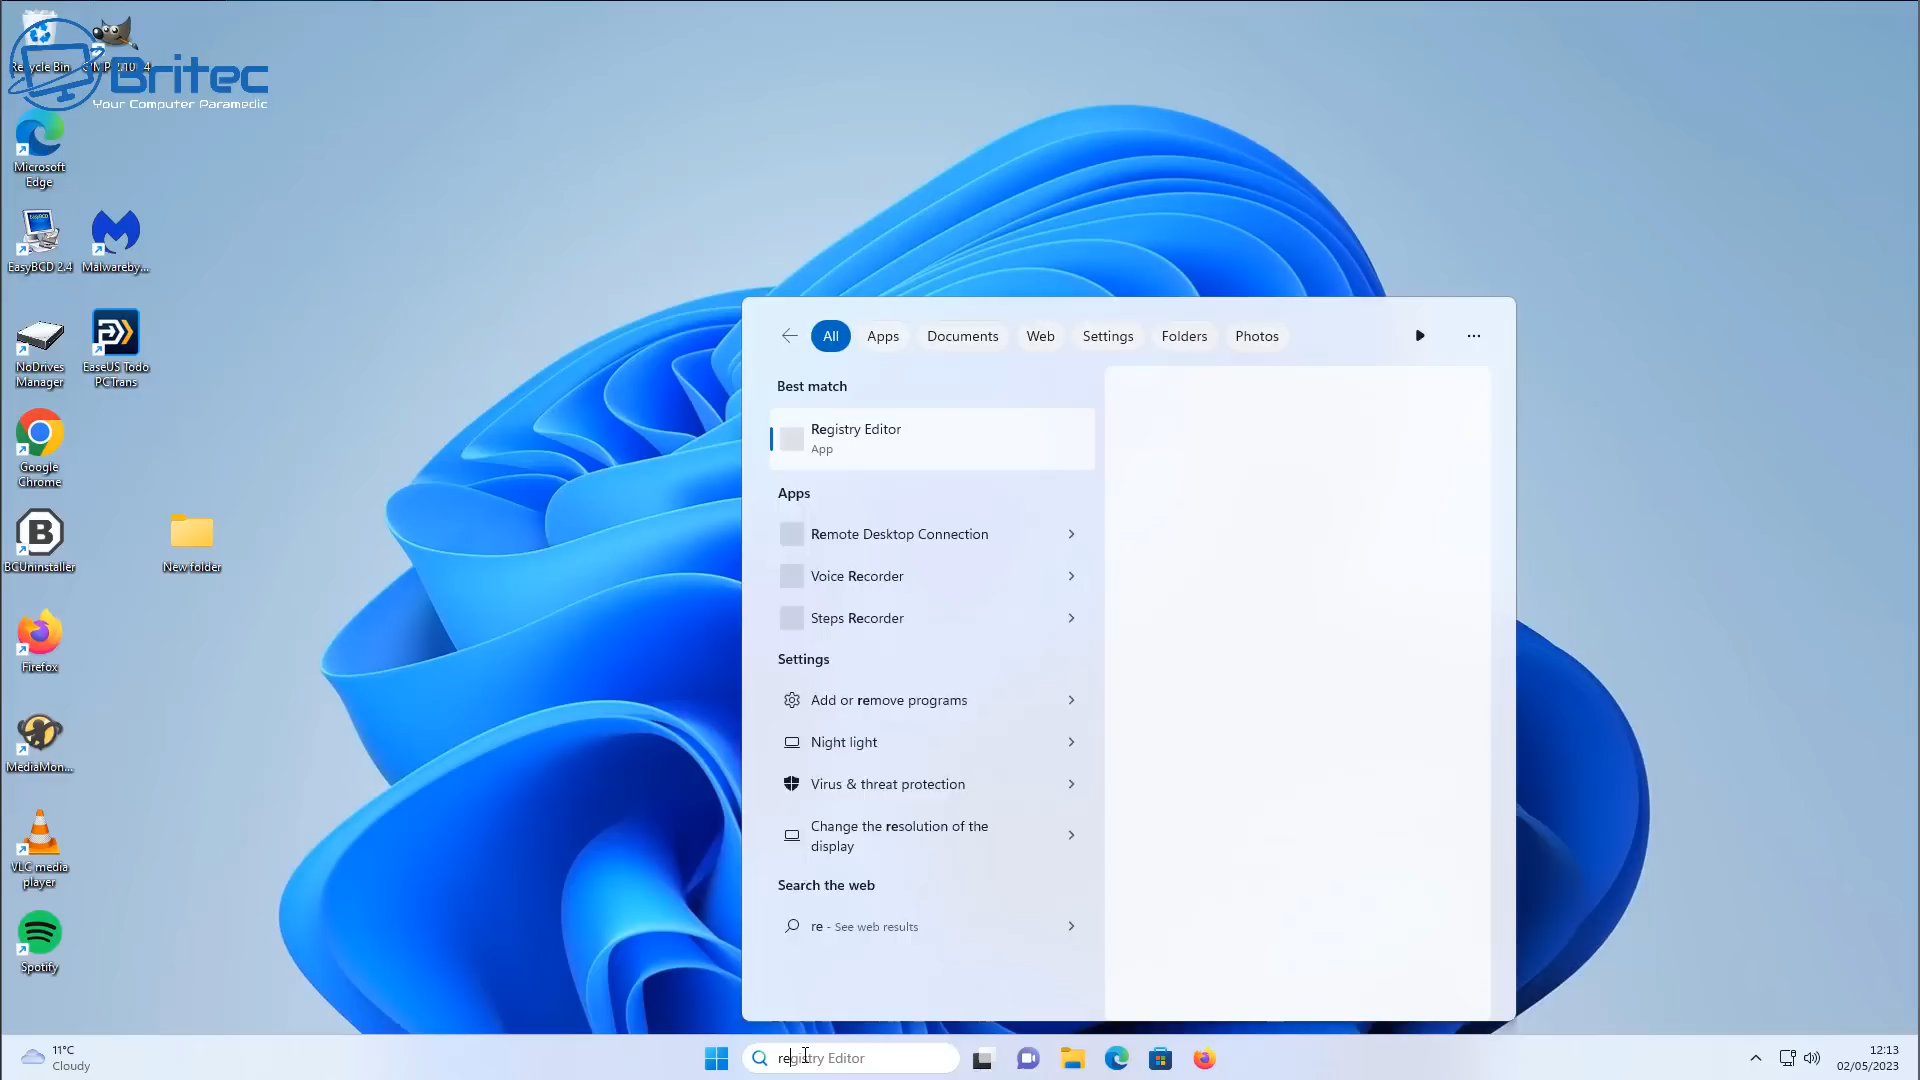 Recycle Bin
Britec
Your Computer Paramedic
Microsoft
Edge
EasyBCD 2.4
Malwareby...
NoDrives
Manager
EaseUS Todo
PCTrans
Google
Chrome
BCUninstaller
New folder
Firefox
MediaMon...
VLC media
player
Spotify
All
Apps
Documents
Web
Settings
Folders
Photos
Best match
Registry Editor
App
Apps
Remote Desktop Connection
Voice Recorder
Steps Recorder
Settings
Add or remove programs
Night light
Virus & threat protection
Change the resolution of the
display
Search the web
re - See web results
11°C
Cloudy
registry Editor
12:13
02/05/2023